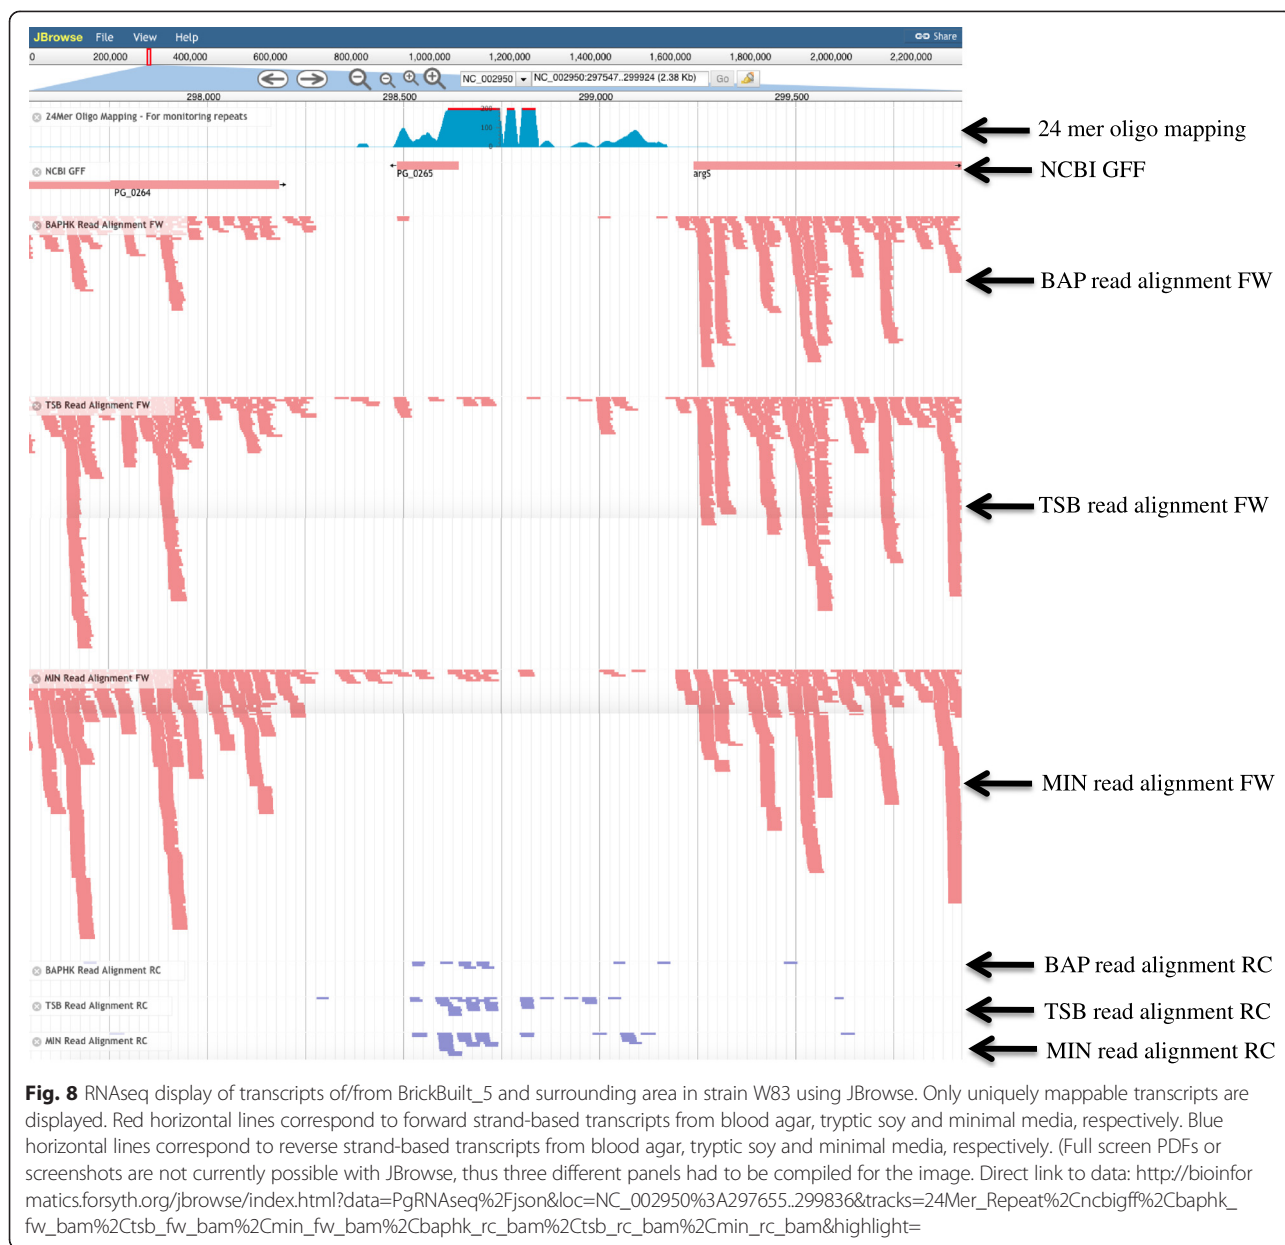 JBrowse File View Help Share
0 200,000 400,000 600,000 800,000 1,000,000 1,200,000 1,400,000 1,600,000 1,800,000 2,000,000 2,200,000
NC_002950 NC_002950:297547..299924 (2.38 Kb) Go
298,000 298,500 299,000 299,500
24Mer Oligo Mapping - For monitoring repeats
200
100
0
24 mer oligo mapping
NCBI GFF
PG_0265
argS
PG_0264
NCBI GFF
BAPHK Read Alignment FW
BAP read alignment FW
TSB Read Alignment FW
TSB read alignment FW
MIN Read Alignment FW
MIN read alignment FW
BAPHK Read Alignment RC
BAP read alignment RC
TSB Read Alignment RC
TSB read alignment RC
MIN Read Alignment RC
MIN read alignment RC
Fig. 8 RNAseq display of transcripts of/from BrickBuilt_5 and surrounding area in strain W83 using JBrowse. Only uniquely mappable transcripts are
displayed. Red horizontal lines correspond to forward strand-based transcripts from blood agar, tryptic soy and minimal media, respectively. Blue
horizontal lines correspond to reverse strand-based transcripts from blood agar, tryptic soy and minimal media, respectively. (Full screen PDFs or
screenshots are not currently possible with JBrowse, thus three different panels had to be compiled for the image. Direct link to data: http://bioinfor
matics.forsyth.org/jbrowse/index.html?data=PgRNAseq%2Fjson&loc=NC_002950%3A297655..299836&tracks=24Mer_Repeat%2Cncbigff%2Cbaphk_
fw_bam%2Ctsb_fw_bam%2Cmin_fw_bam%2Cbaphk_rc_bam%2Ctsb_rc_bam%2Cmin_rc_bam&highlight=